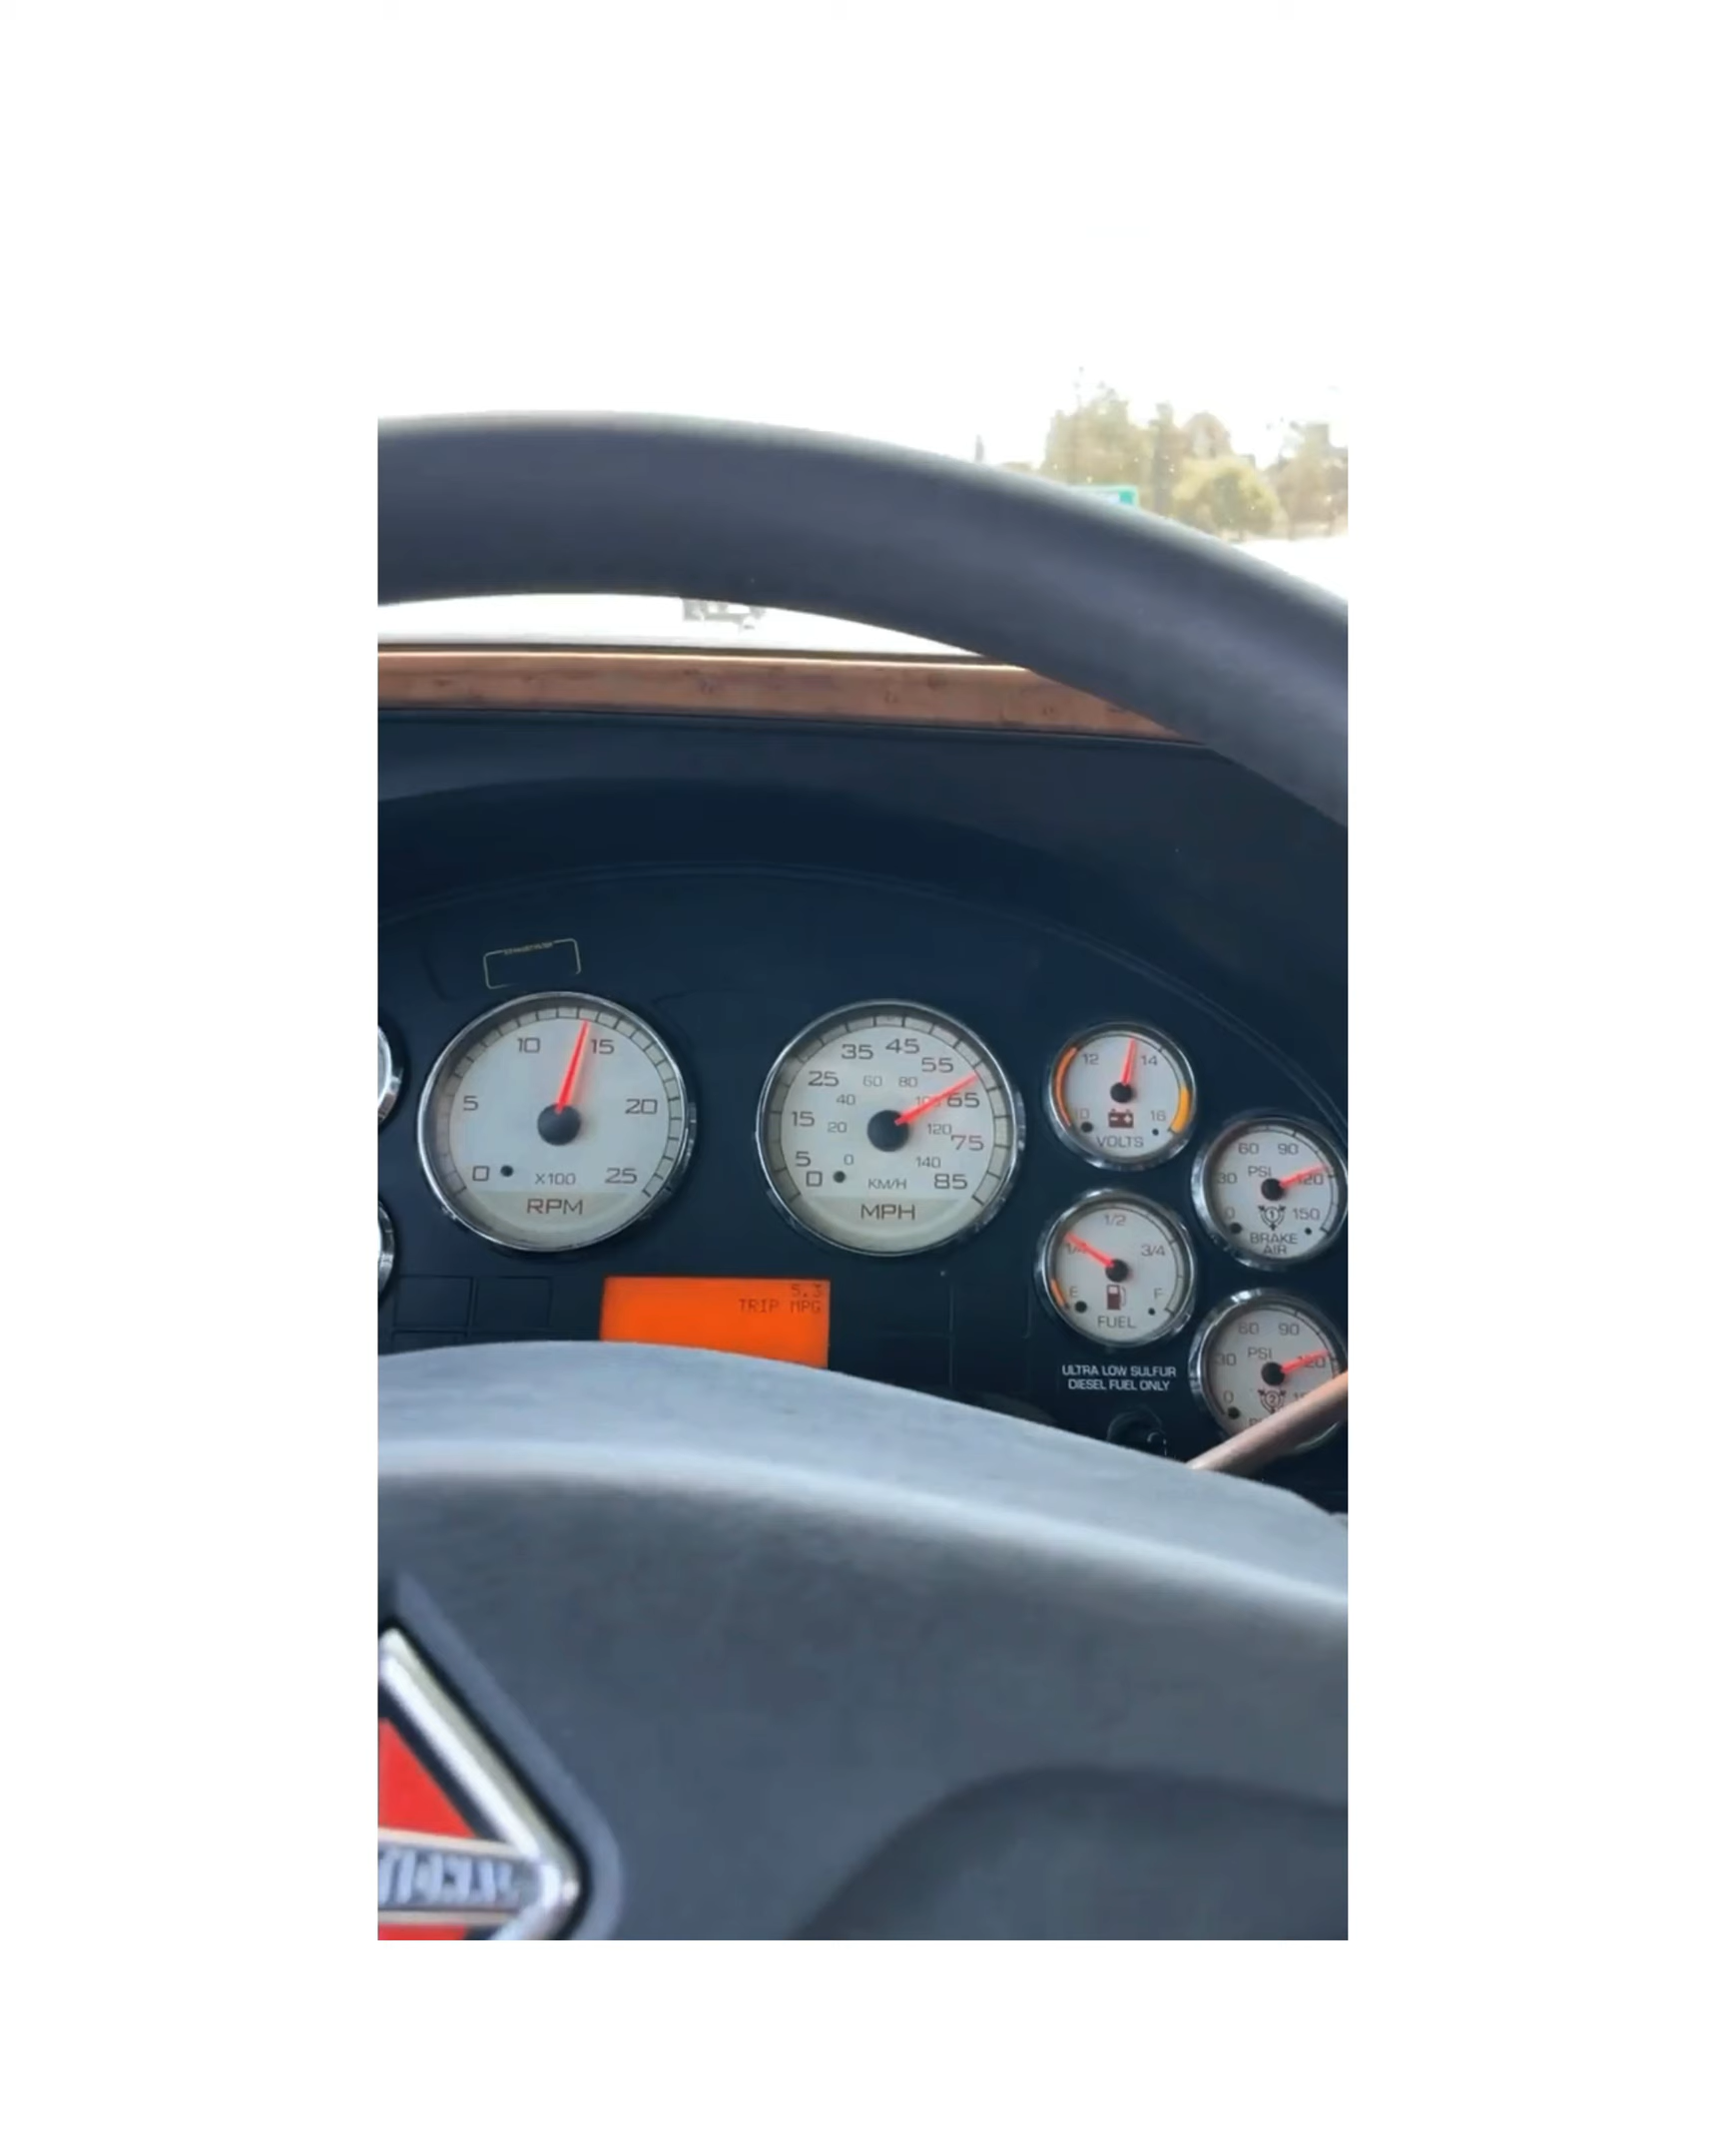 10 15
5 20
0 X100 25
RPM
35 45
55
25 60 80
40 65
15 20 120
75
5 0 140
0 KM/H 85
MPH
12 14
16
VOLTS
1/2
1/4 3/4
E F
FUEL
60 90
PSI
30 120
0 1 150
BRAKE
AIR
60 90
PSI
30 120
0 2
5.3
TRIP MPG
ULTRA LOW SULFUR
DIESEL FUEL ONLY